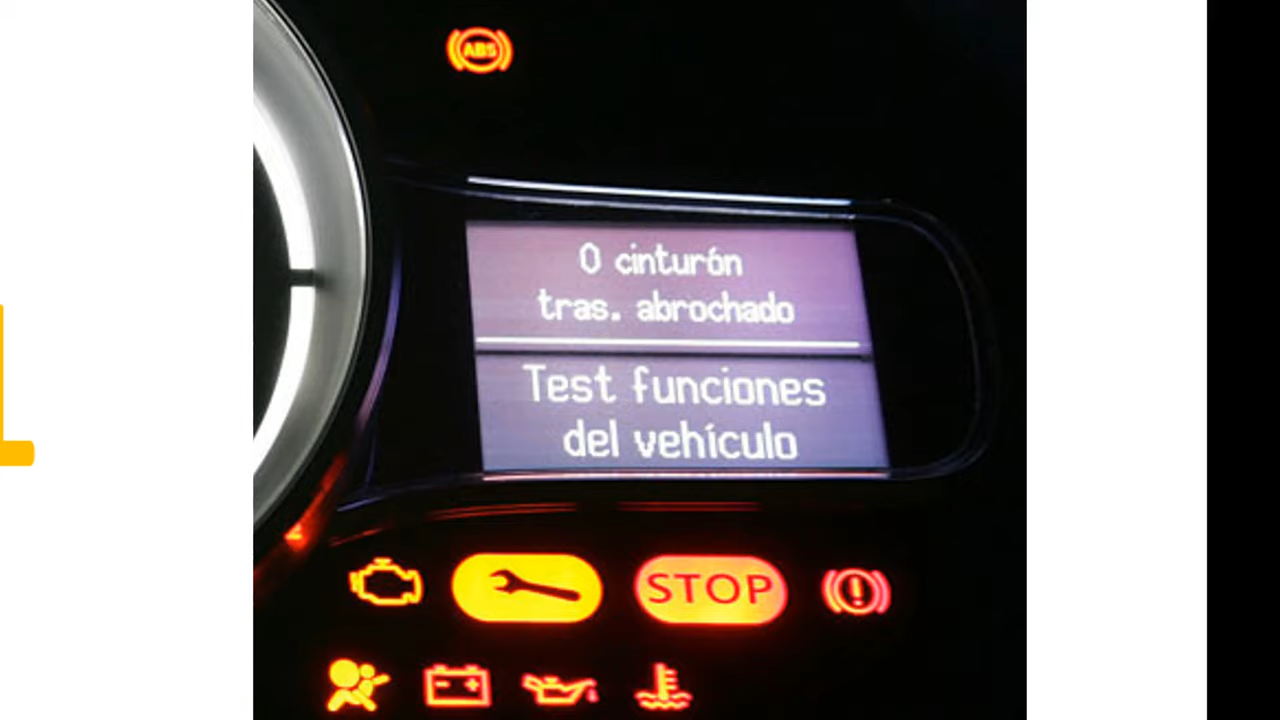 ABS
0 cinturón
tras. abrochado
Test funciones
del vehículo
STOP